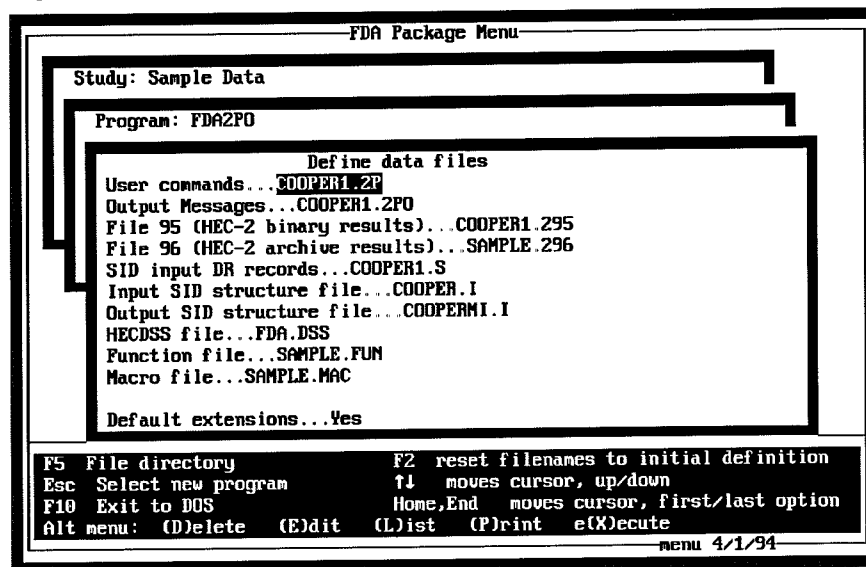 FDA Package Menu
Study: Sample Data
Program: FDA2PO
Define data files
User commands...COOPER1.2P
Output Messages...COOPER1.2PO
File 95 (HEC-2 binary results)...COOPER1.295
File 96 (HEC-2 archive results)...SAMPLE.296
SID input DR records...COOPER1.S
Input SID structure file...COOPER.I
Output SID structure file...COOPERMI.I
HECDSS file...FDA.DSS
Function file...SAMPLE.FUN
Macro file...SAMPLE.MAC
Default extensions...Yes
F5 File directory F2 reset filenames to initial definition
Esc Select new program ↑↓ moves cursor, up/down
F10 Exit to DOS Home,End moves cursor, first/last option
Alt menu: (D)elete (E)dit (L)ist (P)rint e(X)ecute
menu 4/1/94